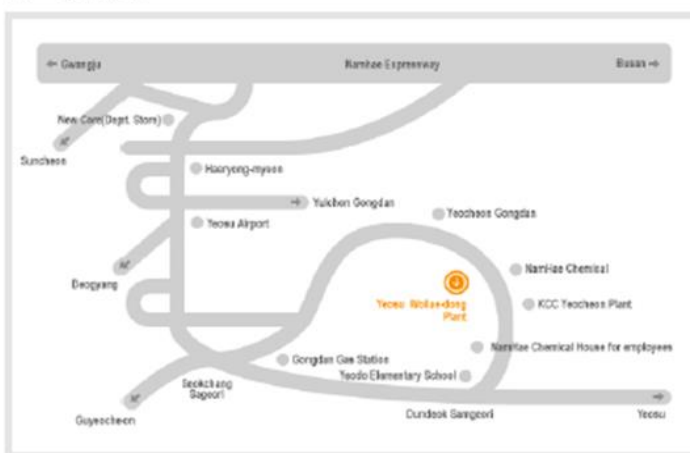 ← Gwangju
Namhae Expressway
Busan →
New Core(Dept. Store)
Suncheon
Haeryong-myeon
Yulchon Gongdan
Yeocheon Gongdan
Yeosu Airport
NamHae Chemical
Deogyang
KCC Yeocheon Plant
Yeosu Wollae-dong
Plant
NamHae Chemical House for employees
Gongdan Gas Station
Yeodo Elementary School
Seokchang
Sageori
Dundeok Samgeori
Yeosu
Guyeocheon